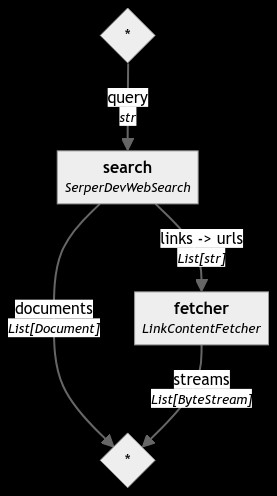 *
query
str
search
SerperDevWebSearch
links -> urls
List[str]
documents
List[Document]
fetcher
LinkContentFetcher
streams
List[ByteStream]
*